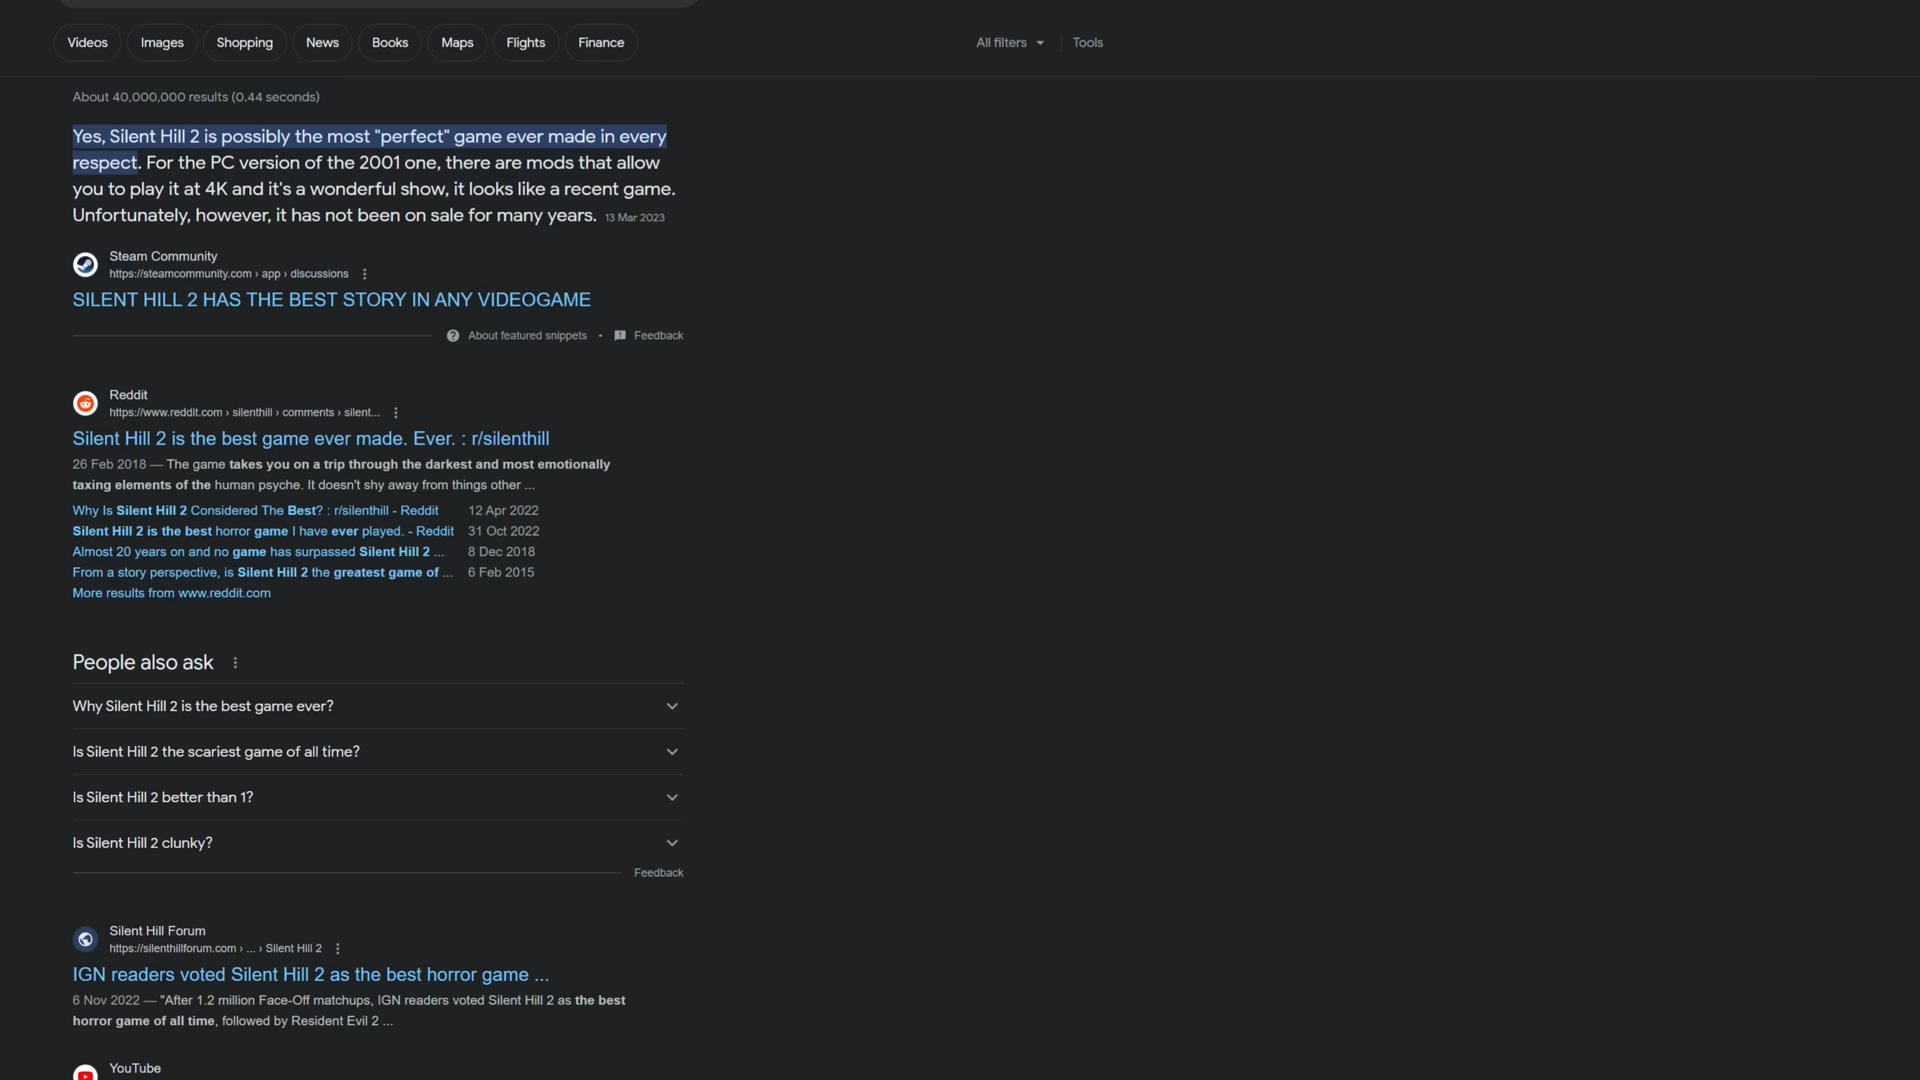 Videos
Images
Shopping
News
Books
Maps
Flights
Finance
All filters
Tools
About 40,000,000 results (0.44 seconds)
Yes, Silent Hill 2 is possibly the most "perfect" game ever made in every
respect. For the PC version of the 2001 one, there are mods that allow
you to play it at 4K and it's a wonderful show, it looks like a recent game.
Unfortunately, however, it has not been on sale for many years. 13 Mar 2023
Steam Community
https://steamcommunity.com › app › discussions
SILENT HILL 2 HAS THE BEST STORY IN ANY VIDEOGAME
About featured snippets • Feedback
Reddit
https://www.reddit.com › silenthill › comments › silent...
Silent Hill 2 is the best game ever made. Ever. : r/silenthill
26 Feb 2018 — The game takes you on a trip through the darkest and most emotionally
taxing elements of the human psyche. It doesn't shy away from things other ...
Why Is Silent Hill 2 Considered The Best? : r/silenthill - Reddit 12 Apr 2022
Silent Hill 2 is the best horror game I have ever played. - Reddit 31 Oct 2022
Almost 20 years on and no game has surpassed Silent Hill 2 ... 8 Dec 2018
From a story perspective, is Silent Hill 2 the greatest game of ... 6 Feb 2015
More results from www.reddit.com
People also ask
Why Silent Hill 2 is the best game ever?
Is Silent Hill 2 the scariest game of all time?
Is Silent Hill 2 better than 1?
Is Silent Hill 2 clunky?
Feedback
Silent Hill Forum
https://silenthillforum.com › ... › Silent Hill 2
IGN readers voted Silent Hill 2 as the best horror game ...
6 Nov 2022 — "After 1.2 million Face-Off matchups, IGN readers voted Silent Hill 2 as the best
horror game of all time, followed by Resident Evil 2 ...
YouTube